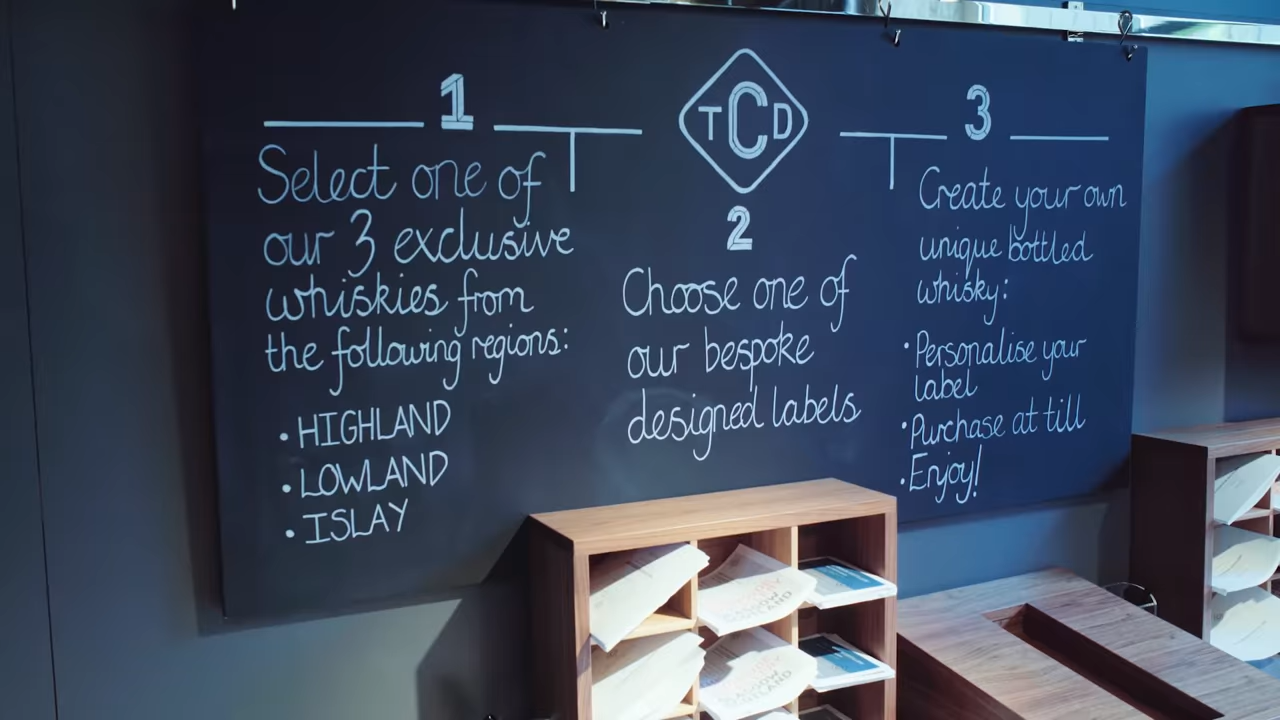 1
Select one of
our 3 exclusive
whiskies from
the following regions:
• HIGHLAND
• LOWLAND
• ISLAY
TCD
2
Choose one of
our bespoke
designed labels
3
Create your own
unique bottled
whisky:
• Personalise your
label
• Purchase at till
• Enjoy!
GLASGOW
SCOTLAND